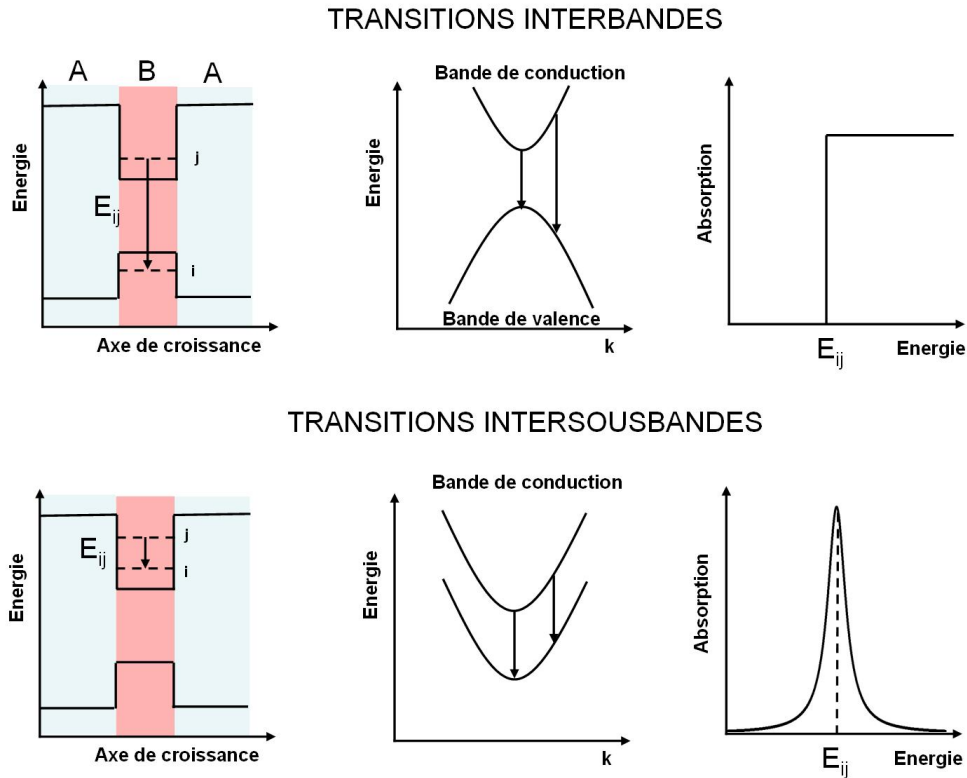 TRANSITIONS INTERBANDES
A B A
Energie
j
E_ij
i
Axe de croissance
Bande de conduction
Energie
Bande de valence
k
Absorption
E_ij
Energie
TRANSITIONS INTERSOUSBANDES
Energie
E_ij
j
i
Axe de croissance
Bande de conduction
Energie
k
Absorption
E_ij
Energie